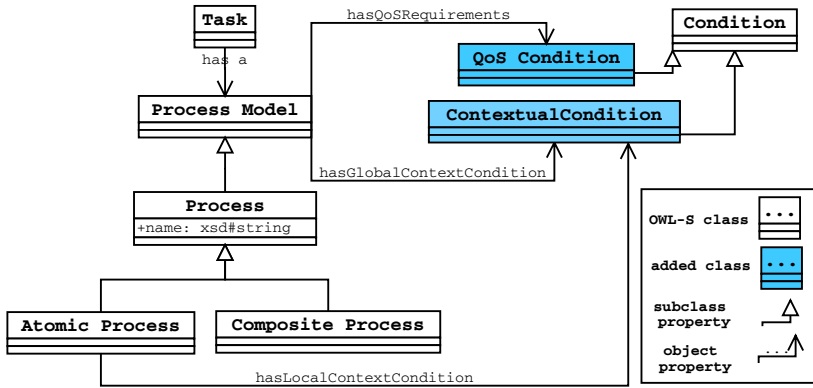 Task
hasQoSRequirements
Condition
has a
QoS Condition
Process Model
ContextualCondition
hasGlobalContextCondition
Process
+name: xsd#string
Atomic Process
Composite Process
hasLocalContextCondition
OWL-S class
...
added class
...
subclass
property
object
property
...